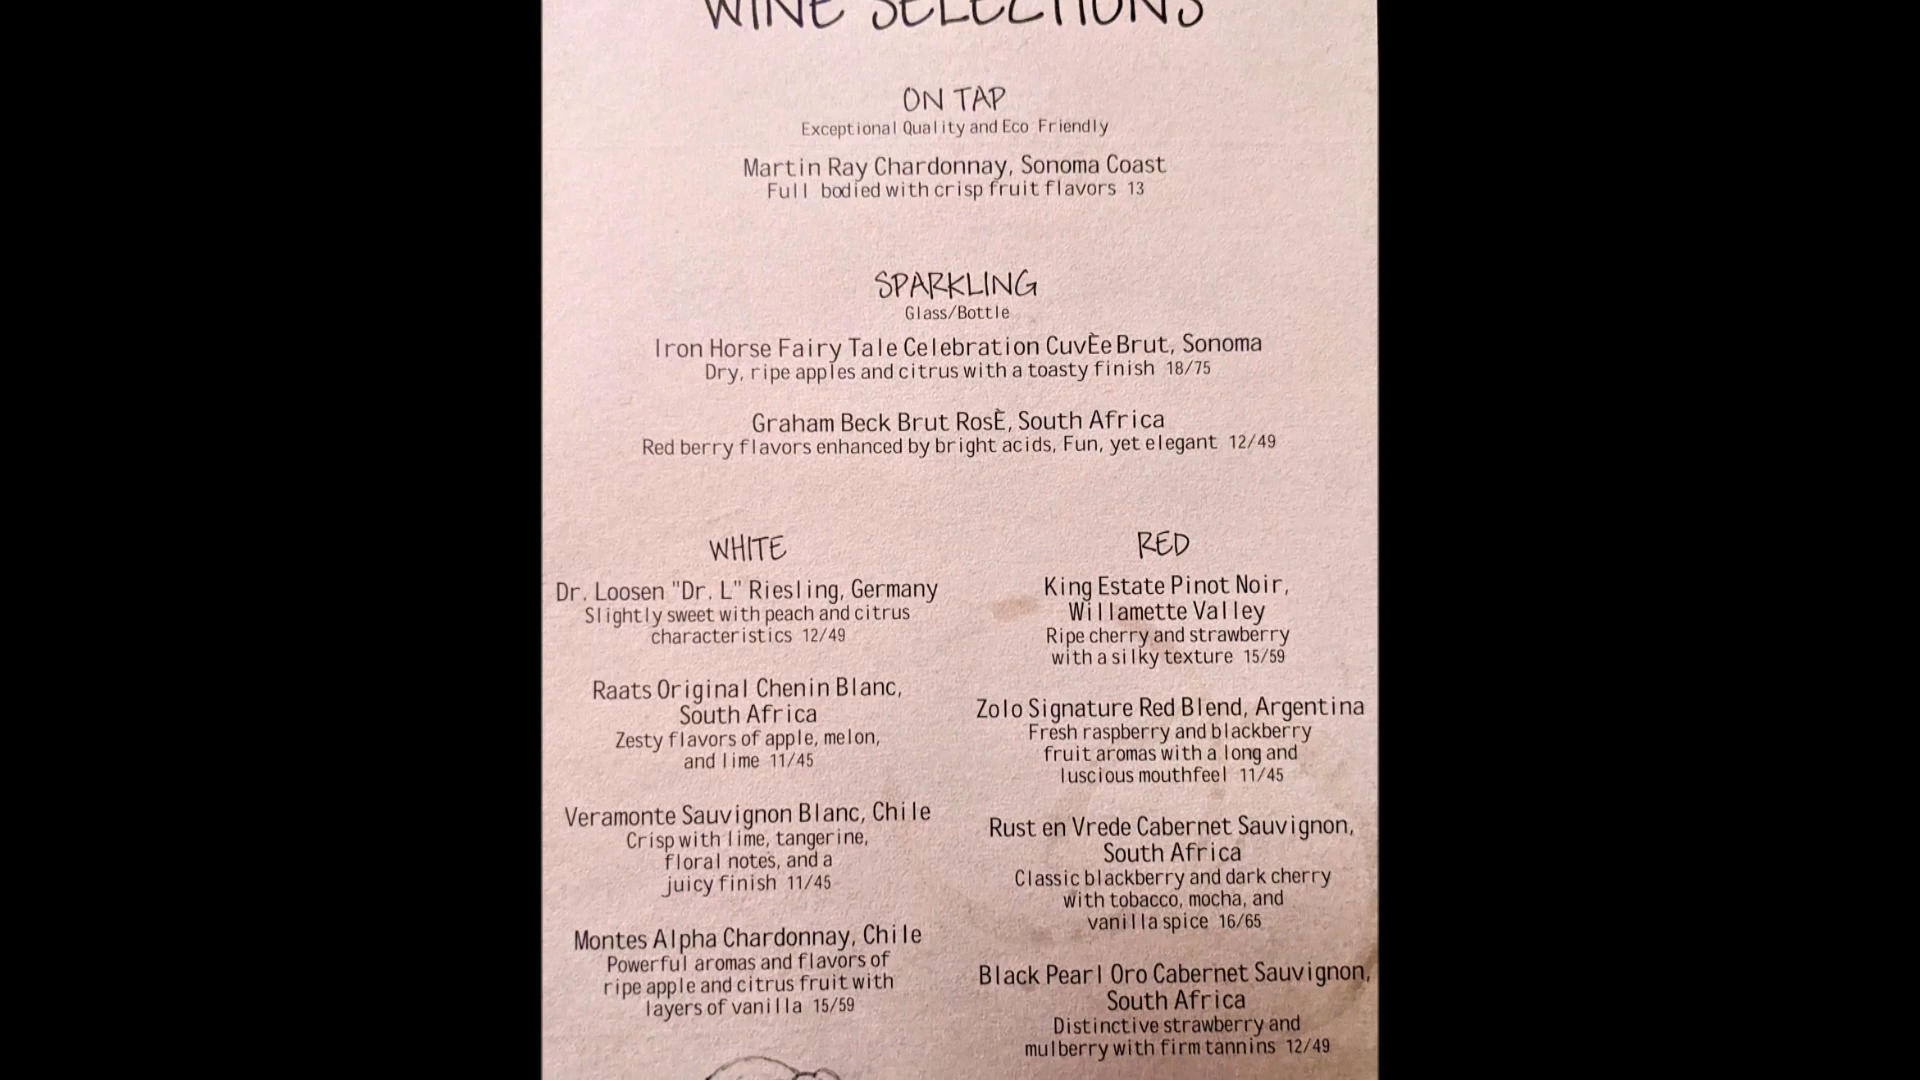 WINE SELECTIONS
ON TAP
Exceptional Quality and Eco Friendly
Martin Ray Chardonnay, Sonoma Coast
Full bodied with crisp fruit flavors 13
SPARKLING
Glass/Bottle
Iron Horse Fairy Tale Celebration CuvÈe Brut, Sonoma
Dry, ripe apples and citrus with a toasty finish 18/75
Graham Beck Brut RosÈ, South Africa
Red berry flavors enhanced by bright acids, Fun, yet elegant 12/49
WHITE
Dr. Loosen "Dr. L" Riesling, Germany
Slightly sweet with peach and citrus
characteristics 12/49
Raats Original Chenin Blanc,
South Africa
Zesty flavors of apple, melon,
and lime 11/45
Veramonte Sauvignon Blanc, Chile
Crisp with lime, tangerine,
floral notes, and a
juicy finish 11/45
Montes Alpha Chardonnay, Chile
Powerful aromas and flavors of
ripe apple and citrus fruit with
layers of vanilla 15/59
RED
King Estate Pinot Noir,
Willamette Valley
Ripe cherry and strawberry
with a silky texture 15/59
Zolo Signature Red Blend, Argentina
Fresh raspberry and blackberry
fruit aromas with a long and
luscious mouthfeel 11/45
Rust en Vrede Cabernet Sauvignon,
South Africa
Classic blackberry and dark cherry
with tobacco, mocha, and
vanilla spice 16/65
Black Pearl Oro Cabernet Sauvignon,
South Africa
Distinctive strawberry and
mulberry with firm tannins 12/49